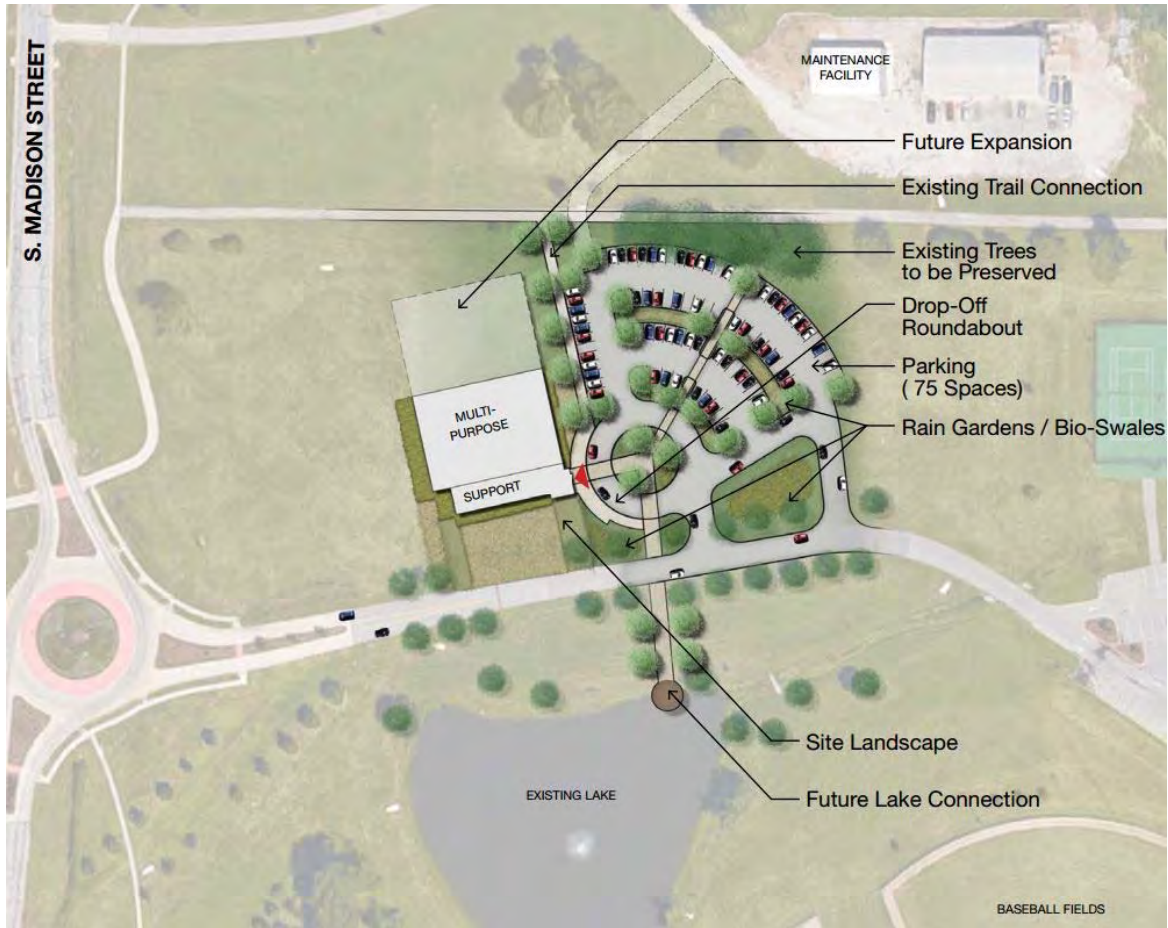 S. MADISON STREET
MAINTENANCE
FACILITY
Future Expansion
Existing Trail Connection
Existing Trees
to be Preserved
Drop-Off
Roundabout
Parking
( 75 Spaces)
Rain Gardens / Bio-Swales
MULTI-
PURPOSE
SUPPORT
Site Landscape
Future Lake Connection
EXISTING LAKE
BASEBALL FIELDS